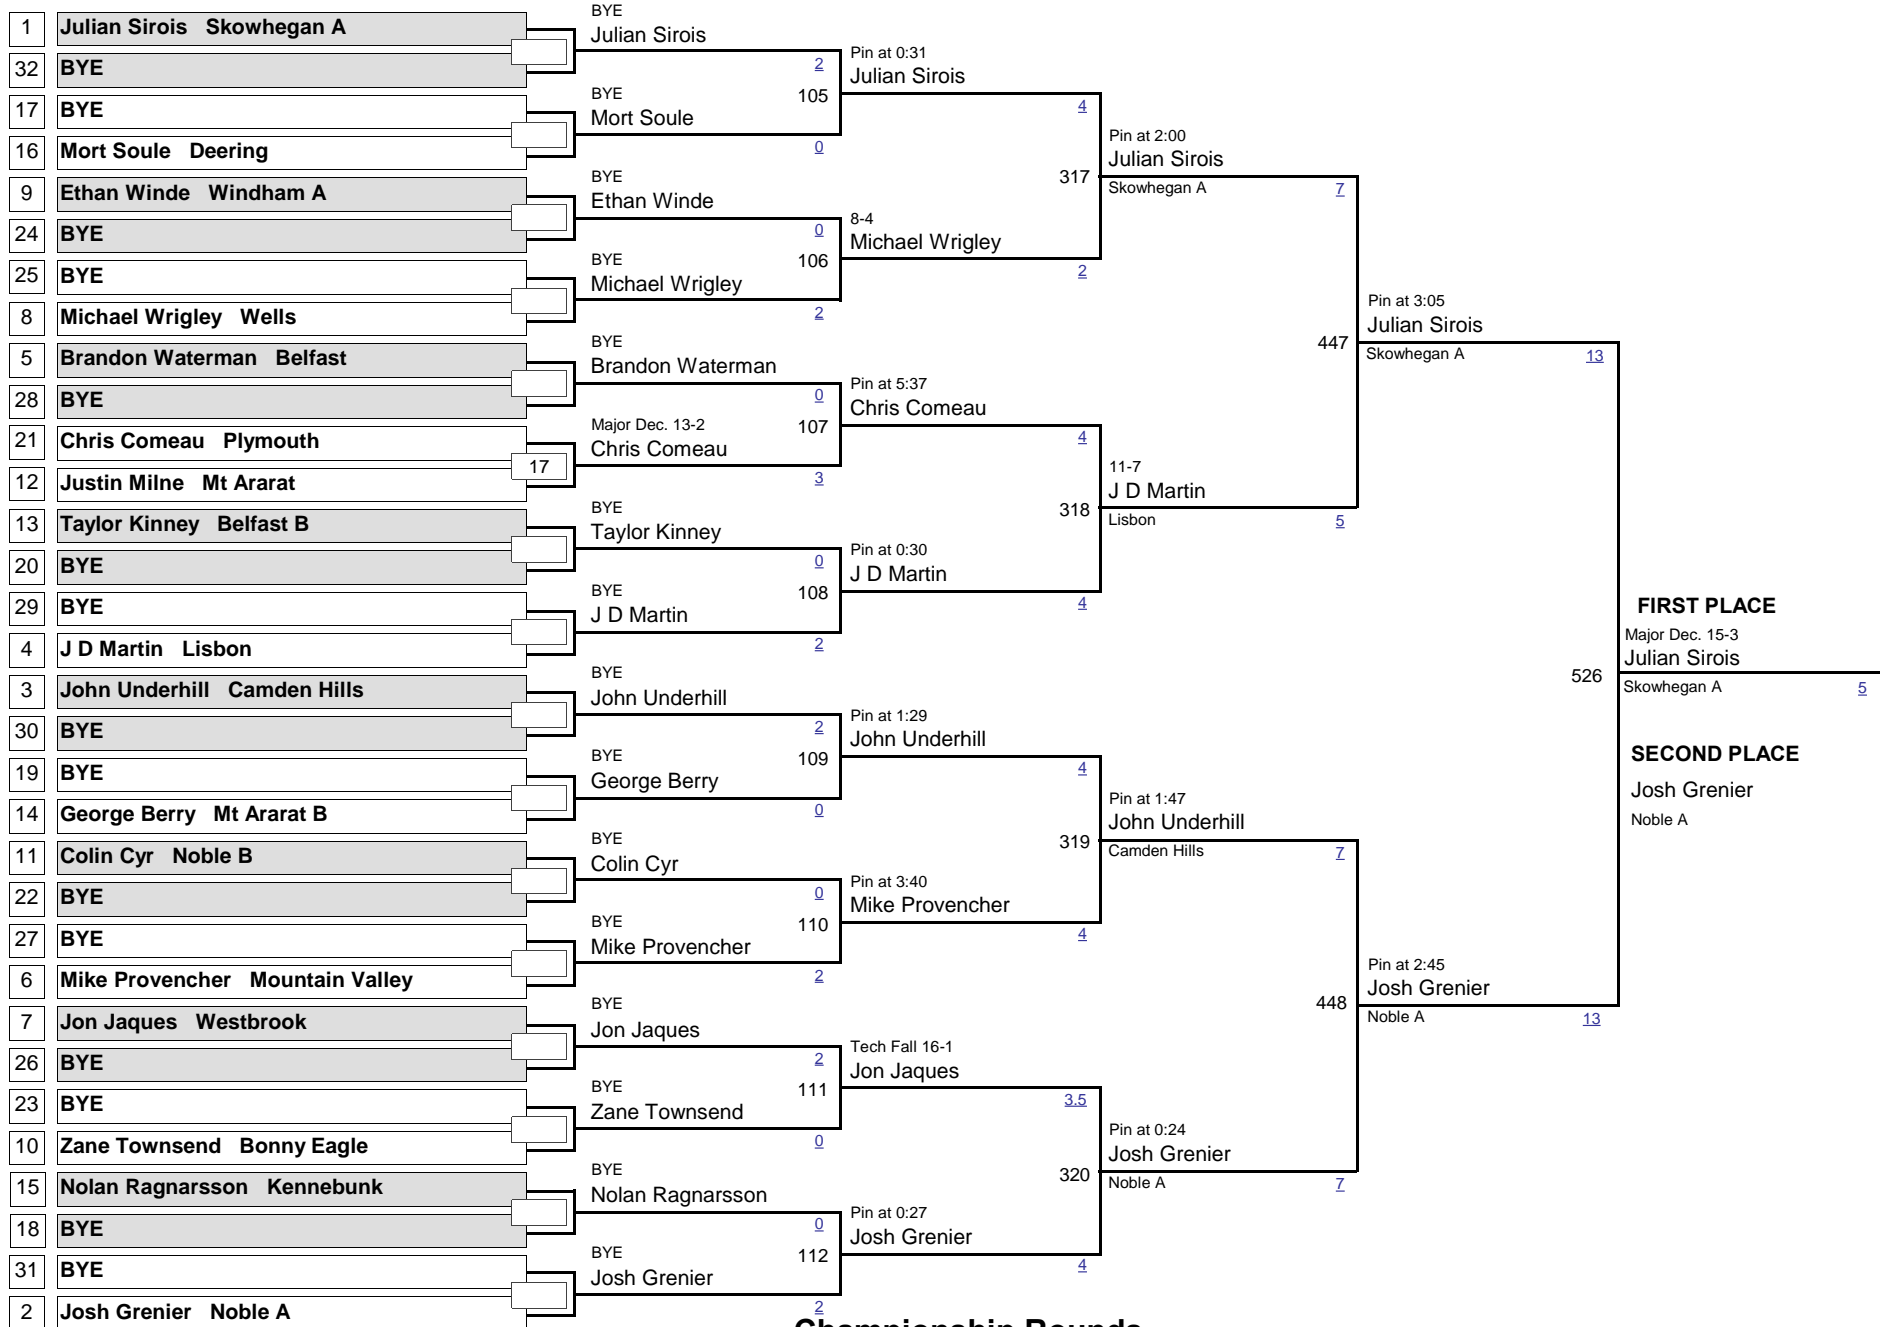 1 Julian Sirois Skowhegan A
32 BYE
17 BYE
16 Mort Soule Deering
9 Ethan Winde Windham A
24 BYE
25 BYE
8 Michael Wrigley Wells
5 Brandon Waterman Belfast
28 BYE
21 Chris Comeau Plymouth
17
12 Justin Milne Mt Ararat
13 Taylor Kinney Belfast B
20 BYE
29 BYE
4 J D Martin Lisbon
3 John Underhill Camden Hills
30 BYE
19 BYE
14 George Berry Mt Ararat B
11 Colin Cyr Noble B
22 BYE
27 BYE
6 Mike Provencher Mountain Valley
7 Jon Jaques Westbrook
26 BYE
23 BYE
10 Zane Townsend Bonny Eagle
15 Nolan Ragnarsson Kennebunk
18 BYE
31 BYE
2 Josh Grenier Noble A
BYE
Julian Sirois
2
105
BYE
Mort Soule
0
BYE
Ethan Winde
0
106
BYE
Michael Wrigley
2
BYE
Brandon Waterman
0
107
Major Dec. 13-2
Chris Comeau
3
BYE
Taylor Kinney
0
108
BYE
J D Martin
2
BYE
John Underhill
2
109
BYE
George Berry
0
BYE
Colin Cyr
0
110
BYE
Mike Provencher
2
BYE
Jon Jaques
2
111
BYE
Zane Townsend
0
BYE
Nolan Ragnarsson
0
112
BYE
Josh Grenier
2
Pin at 0:31
Julian Sirois
4
317
8-4
Michael Wrigley
2
Pin at 5:37
Chris Comeau
4
318
Pin at 0:30
J D Martin
4
Pin at 1:29
John Underhill
4
319
Pin at 3:40
Mike Provencher
4
Tech Fall 16-1
Jon Jaques
3.5
320
Pin at 0:27
Josh Grenier
4
Pin at 2:00
Julian Sirois
Skowhegan A 7
447
11-7
J D Martin
Lisbon 5
Pin at 1:47
John Underhill
Camden Hills 7
448
Pin at 0:24
Josh Grenier
Noble A 7
Pin at 3:05
Julian Sirois
Skowhegan A 13
526
Pin at 2:45
Josh Grenier
Noble A 13
FIRST PLACE
Major Dec. 15-3
Julian Sirois
Skowhegan A 5
SECOND PLACE
Josh Grenier
Noble A
Championship Rounds